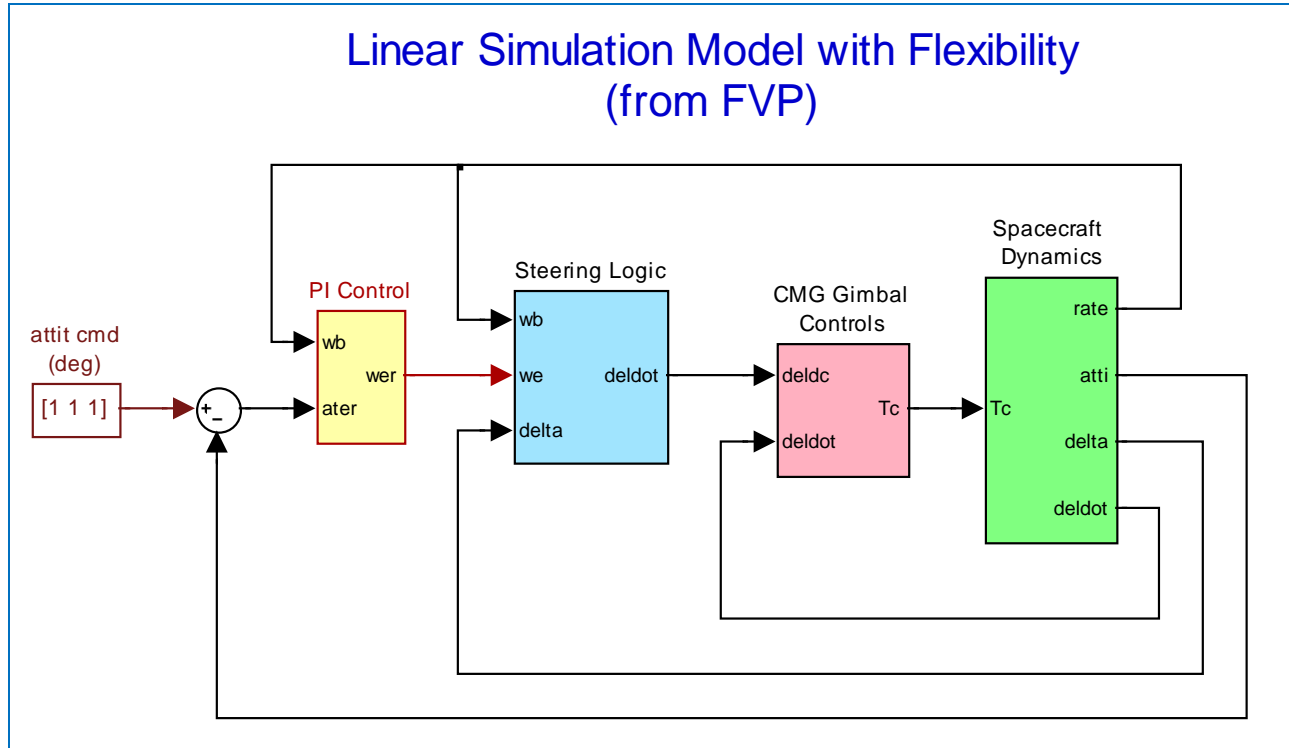 Linear Simulation Model with Flexibility
(from FVP)
attit cmd
(deg)
[1 1 1]
+
−
PI Control
wb
ater
wer
Steering Logic
wb
we
delta
deldot
CMG Gimbal
Controls
deldc
deldot
Tc
Spacecraft
Dynamics
Tc
rate
atti
delta
deldot